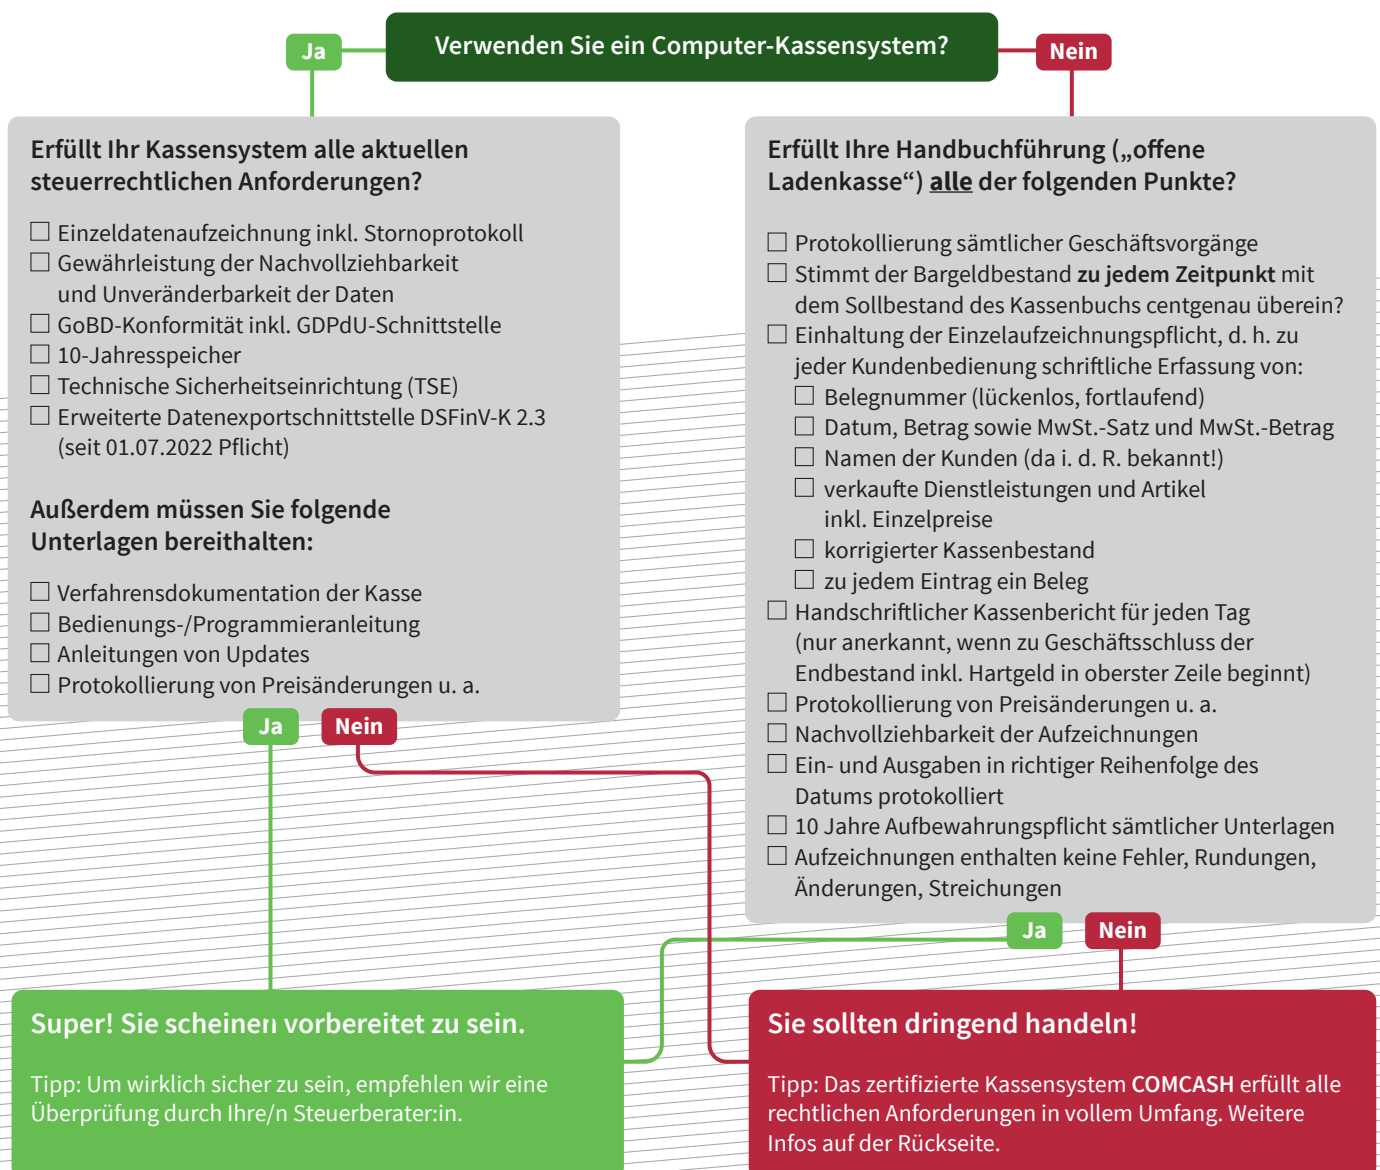 Verwenden Sie ein Computer-Kassensystem?
Ja
Nein
Erfüllt Ihr Kassensystem alle aktuellen
steuerrechtlichen Anforderungen?
☐ Einzeldatenaufzeichnung inkl. Stornoprotokoll
☐ Gewährleistung der Nachvollziehbarkeit
und Unveränderbarkeit der Daten
☐ GoBD-Konformität inkl. GDPdU-Schnittstelle
☐ 10-Jahresspeicher
☐ Technische Sicherheitseinrichtung (TSE)
☐ Erweiterte Datenexportschnittstelle DSFinV-K 2.3
(seit 01.07.2022 Pflicht)
Außerdem müssen Sie folgende
Unterlagen bereithalten:
☐ Verfahrensdokumentation der Kasse
☐ Bedienungs-/Programmieranleitung
☐ Anleitungen von Updates
☐ Protokollierung von Preisänderungen u. a.
Ja
Nein
Erfüllt Ihre Handbuchführung („offene
Ladenkasse“) alle der folgenden Punkte?
☐ Protokollierung sämtlicher Geschäftsvorgänge
☐ Stimmt der Bargeldbestand zu jedem Zeitpunkt mit
dem Sollbestand des Kassenbuchs centgenau überein?
☐ Einhaltung der Einzelaufzeichnungspflicht, d. h. zu
jeder Kundenbedienung schriftliche Erfassung von:
☐ Belegnummer (lückenlos, fortlaufend)
☐ Datum, Betrag sowie MwSt.-Satz und MwSt.-Betrag
☐ Namen der Kunden (da i. d. R. bekannt!)
☐ verkaufte Dienstleistungen und Artikel
inkl. Einzelpreise
☐ korrigierter Kassenbestand
☐ zu jedem Eintrag ein Beleg
☐ Handschriftlicher Kassenbericht für jeden Tag
(nur anerkannt, wenn zu Geschäftsschluss der
Endbestand inkl. Hartgeld in oberster Zeile beginnt)
☐ Protokollierung von Preisänderungen u. a.
☐ Nachvollziehbarkeit der Aufzeichnungen
☐ Ein- und Ausgaben in richtiger Reihenfolge des
Datums protokolliert
☐ 10 Jahre Aufbewahrungspflicht sämtlicher Unterlagen
☐ Aufzeichnungen enthalten keine Fehler, Rundungen,
Änderungen, Streichungen
Ja
Nein
Super! Sie scheinen vorbereitet zu sein.
Tipp: Um wirklich sicher zu sein, empfehlen wir eine
Überprüfung durch Ihre/n Steuerberater:in.
Sie sollten dringend handeln!
Tipp: Das zertifizierte Kassensystem COMCASH erfüllt alle
rechtlichen Anforderungen in vollem Umfang. Weitere
Infos auf der Rückseite.